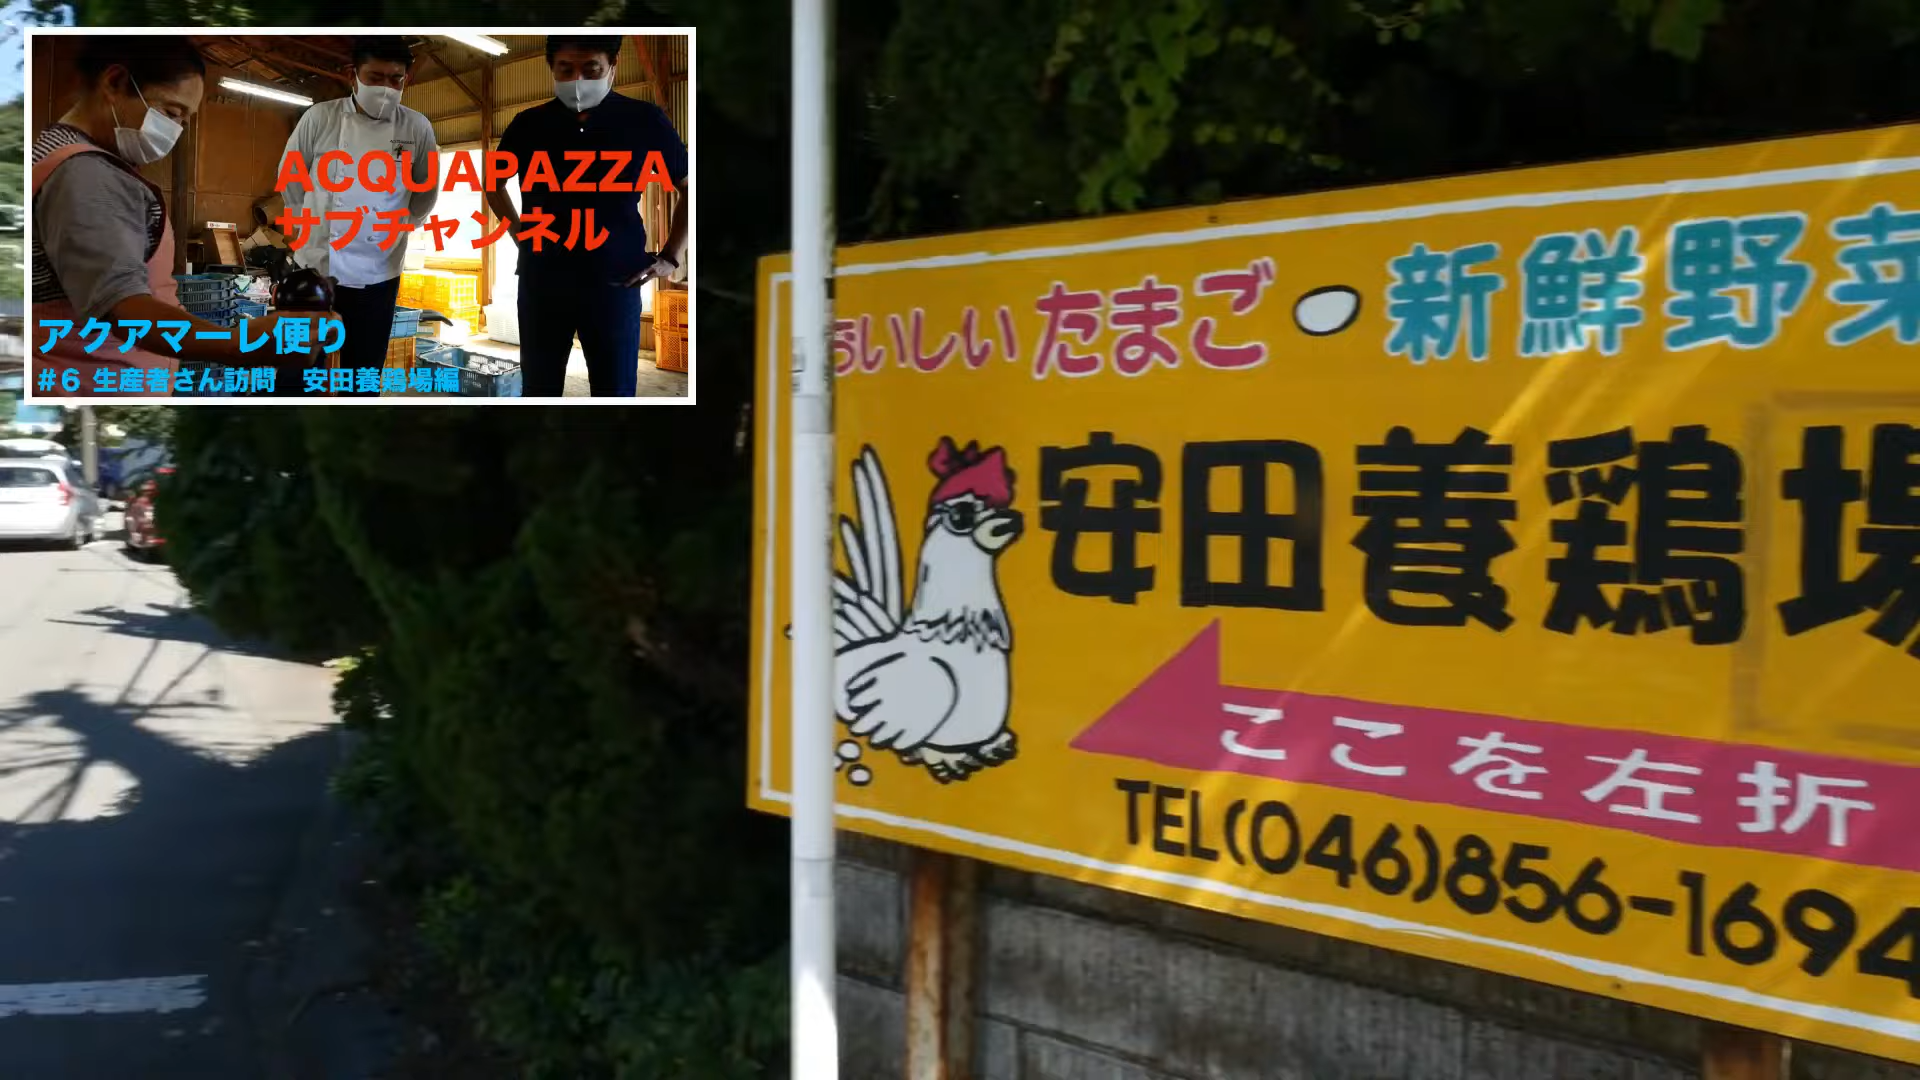 ACQUAPAZZA
サブチャンネル
アクアマーレ便り
#6 生産者さん訪問 安田養鶏場編
おいしいたまご・新鮮野菜
安田養鶏場
ここを左折
TEL(046)856-1694